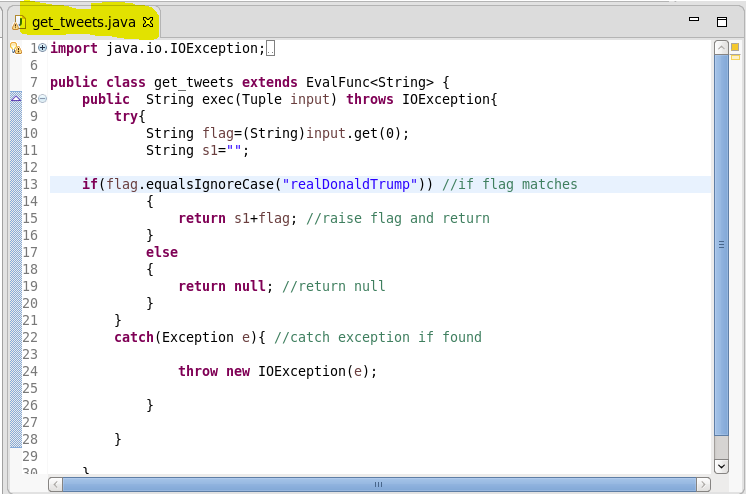 get_tweets.java
1 import java.io.IOException;
6
7 public class get_tweets extends EvalFunc<String> {
8 public  String exec(Tuple input) throws IOException{
9 try{
10 String flag=(String)input.get(0);
11 String s1="";
12
13 if(flag.equalsIgnoreCase("realDonaldTrump")) //if flag matches
14 {
15 return s1+flag; //raise flag and return
16 }
17 else
18 {
19 return null; //return null
20 }
21 }
22 catch(Exception e){ //catch exception if found
23
24 throw new IOException(e);
25
26 }
27
28 }
29
30 }